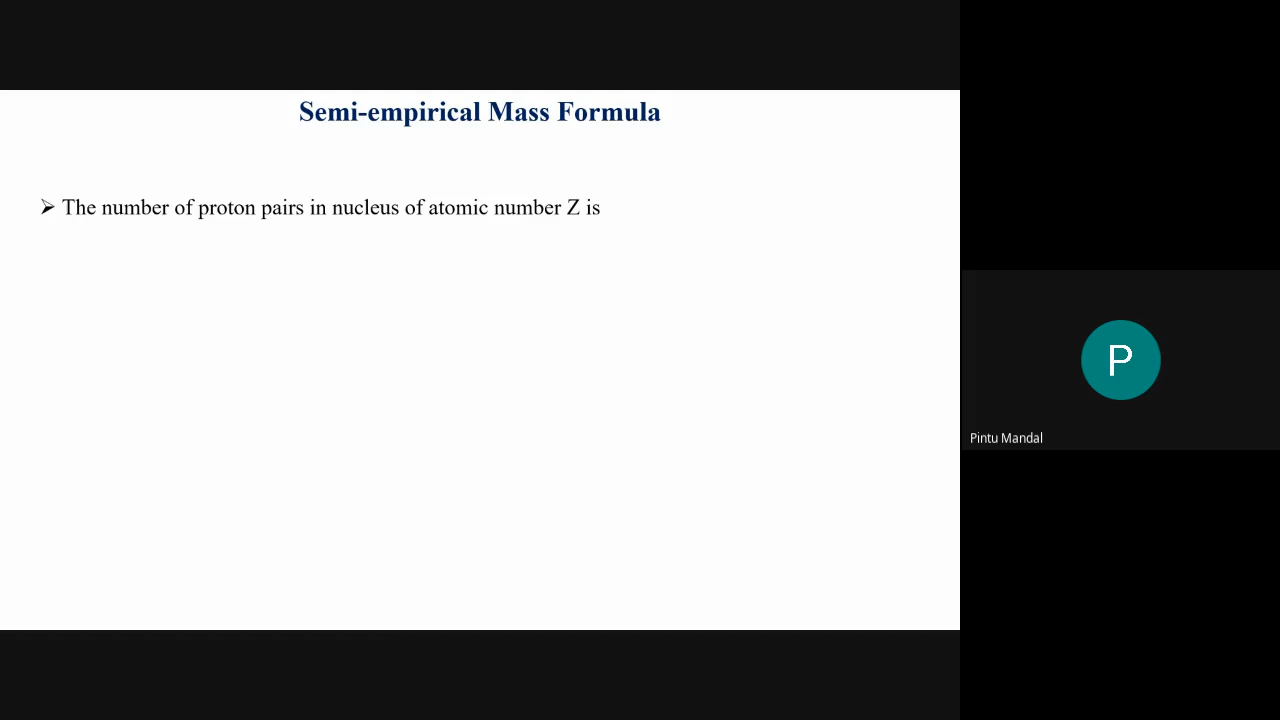 Semi-empirical Mass Formula
➢ The number of proton pairs in nucleus of atomic number Z is
P
Pintu Mandal